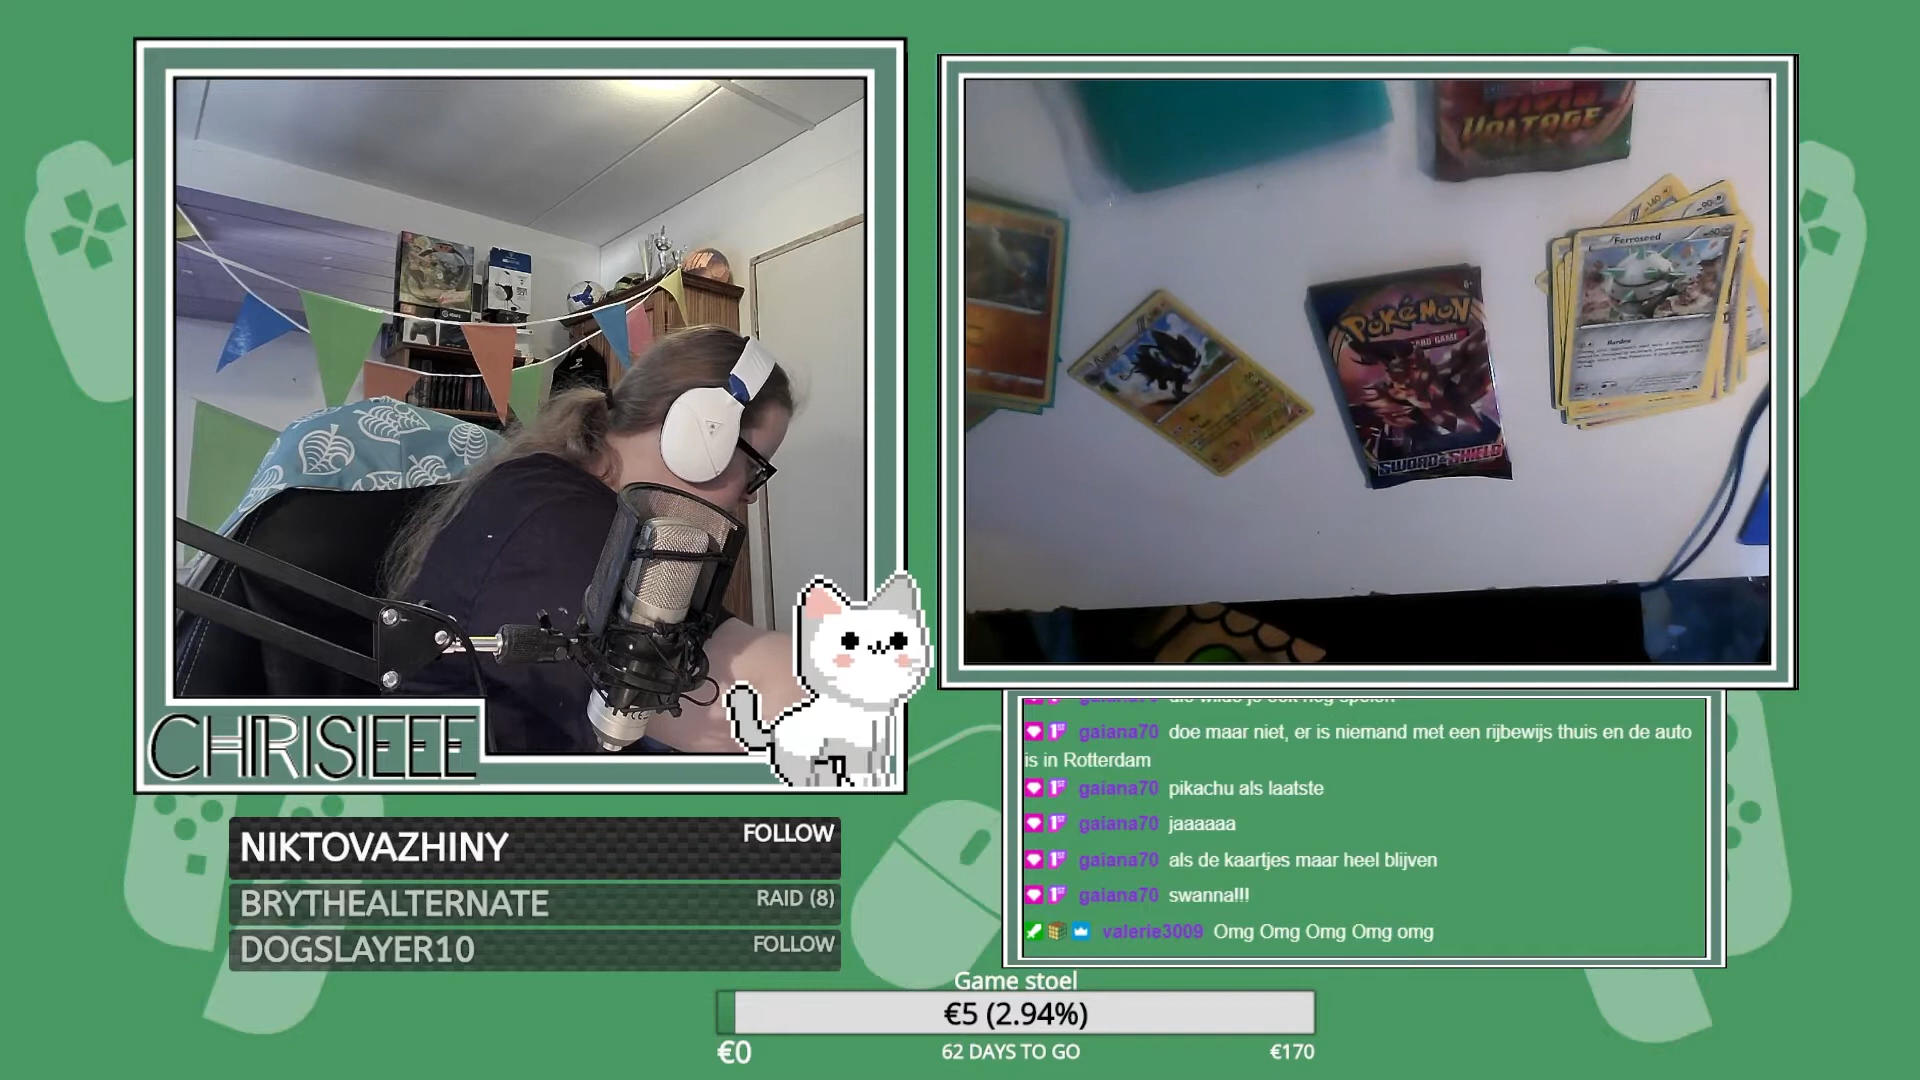 VOLTAGE
Ferroseed
POKÉMON
CARD GAME
SWORD & SHIELD
Harden
CHRISIEEE
NIKTOVAZHINY FOLLOW
BRYTHEALTERNATE RAID (8)
DOGSLAYER10 FOLLOW
gaiana70 doe maar niet, er is niemand met een rijbewijs thuis en de auto
is in Rotterdam
gaiana70 pikachu als laatste
gaiana70 jaaaaaa
gaiana70 als de kaartjes maar heel blijven
gaiana70 swanna!!!
valerie3009 Omg Omg Omg Omg omg
Game stoel
€5 (2.94%)
€0 62 DAYS TO GO €170